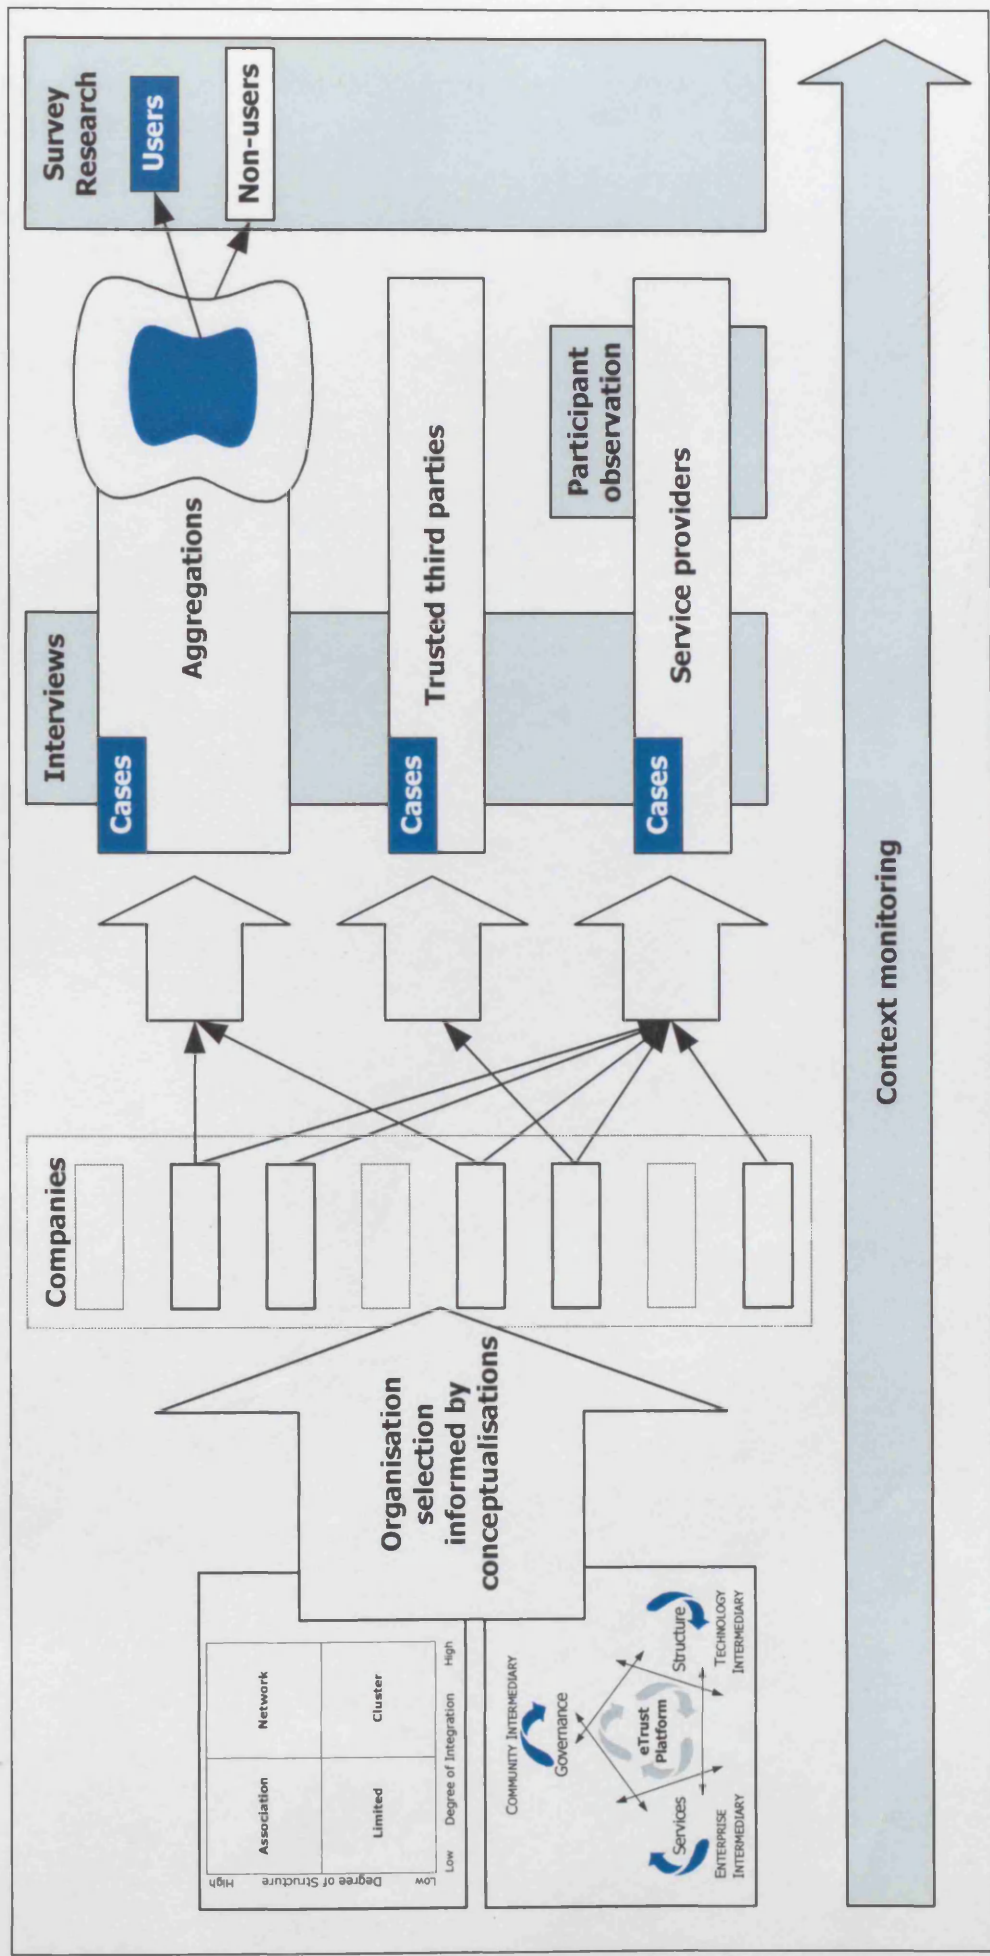 High
Degree of Structure
Low
Association
Network
Limited
Cluster
Low
Degree of Integration
High
COMMUNITY INTERMEDIARY
Governance
eTrust
Platform
Services
Structure
ENTERPRISE
INTERMEDIARY
TECHNOLOGY
INTERMEDIARY
Organisation
selection
informed by
conceptualisations
Companies
Interviews
Cases
Aggregations
Cases
Trusted third parties
Cases
Service providers
Participant
observation
Survey
Research
Users
Non-users
Context monitoring